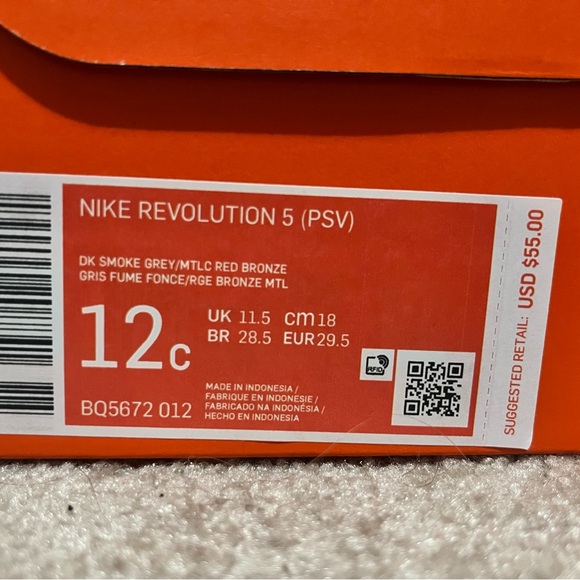 NIKE REVOLUTION 5 (PSV)
DK SMOKE GREY/MTLC RED BRONZE
GRIS FUME FONCE/RGE BRONZE MTL
12C
UK 11.5 cm 18
BR 28.5 EUR 29.5
RFID
BQ5672 012
MADE IN INDONESIA /
FABRIQUE EN INDONESIE /
FABRICADO NA INDONÉSIA /
HECHO EN INDONESIA
SUGGESTED RETAIL: USD $55.00